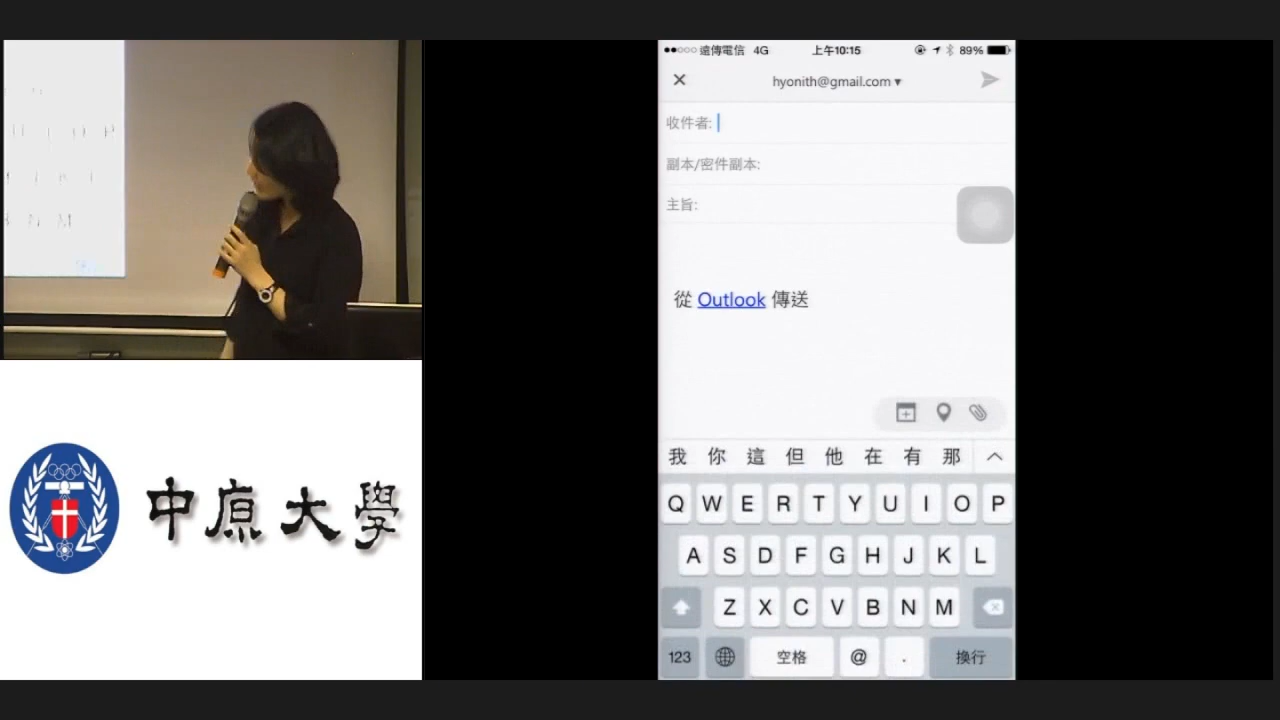 遠傳電信 4G 上午10:15 89%
hyonith@gmail.com ▾
收件者:
副本/密件副本:
主旨:
從 Outlook 傳送
我 你 這 但 他 在 有 那
Q W E R T Y U I O P
A S D F G H J K L
Z X C V B N M
123 空格 @ . 換行
中原大學